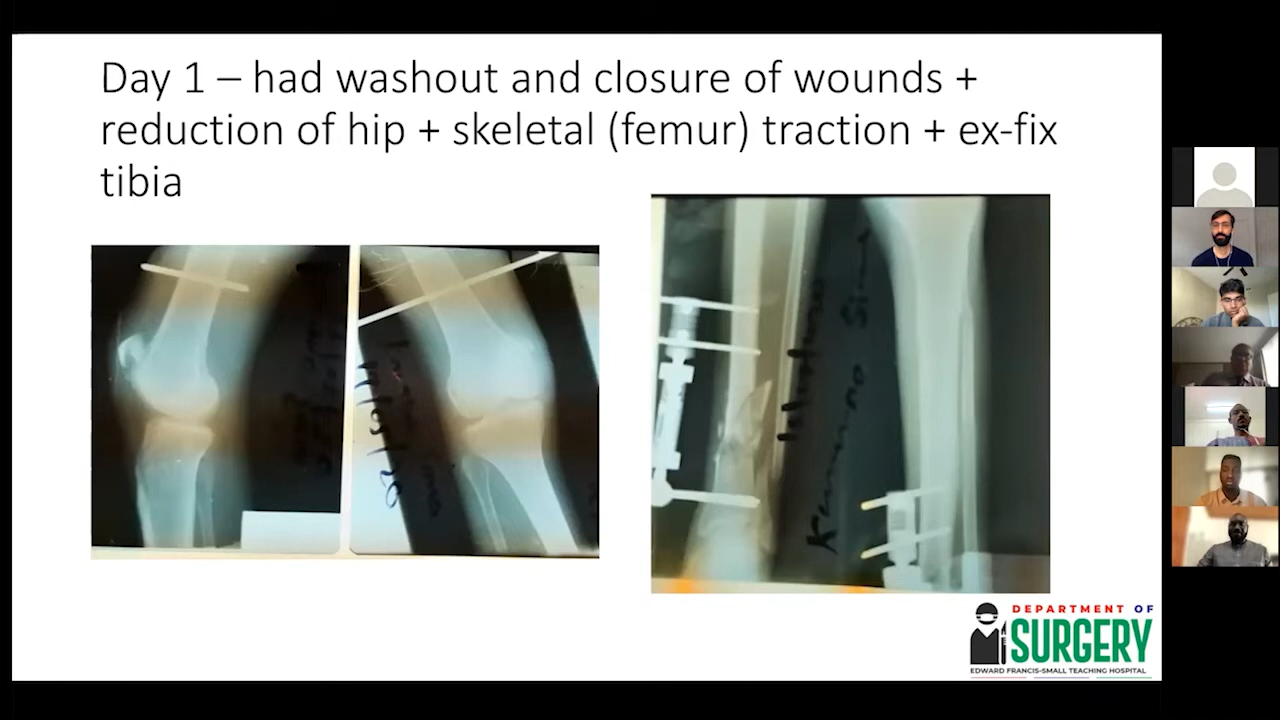 Day 1 – had washout and closure of wounds +
reduction of hip + skeletal (femur) traction + ex-fix
tibia
DEPARTMENT OF
SURGERY
EDWARD FRANCIS-SMALL TEACHING HOSPITAL